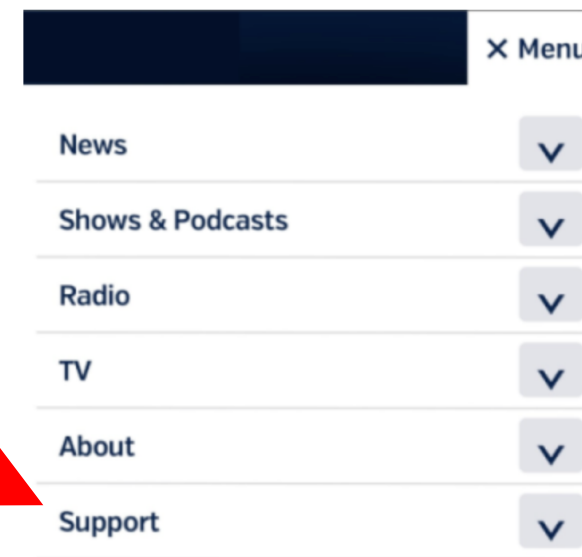 ✕ Menu
News
Shows & Podcasts
Radio
TV
About
Support